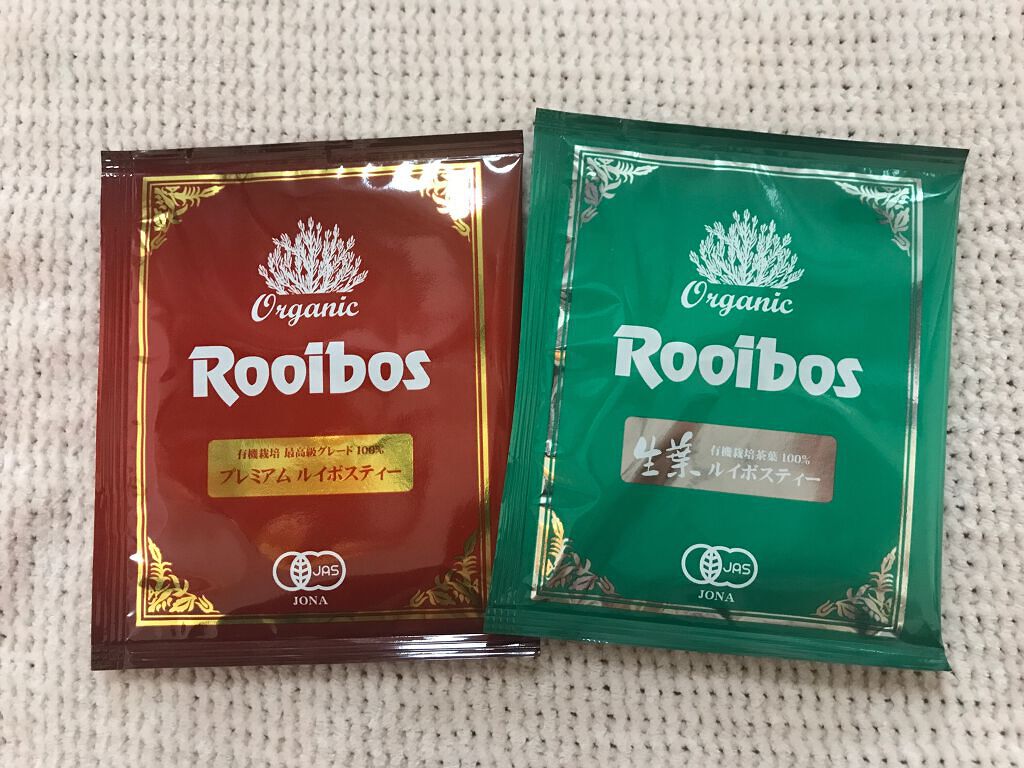 Organic
Rooibos
有機栽培 最高級グレード100%
プレミアム ルイボスティー
JAS
JONA
Organic
Rooibos
生葉 有機栽培茶葉100%
ルイボスティー
JAS
JONA